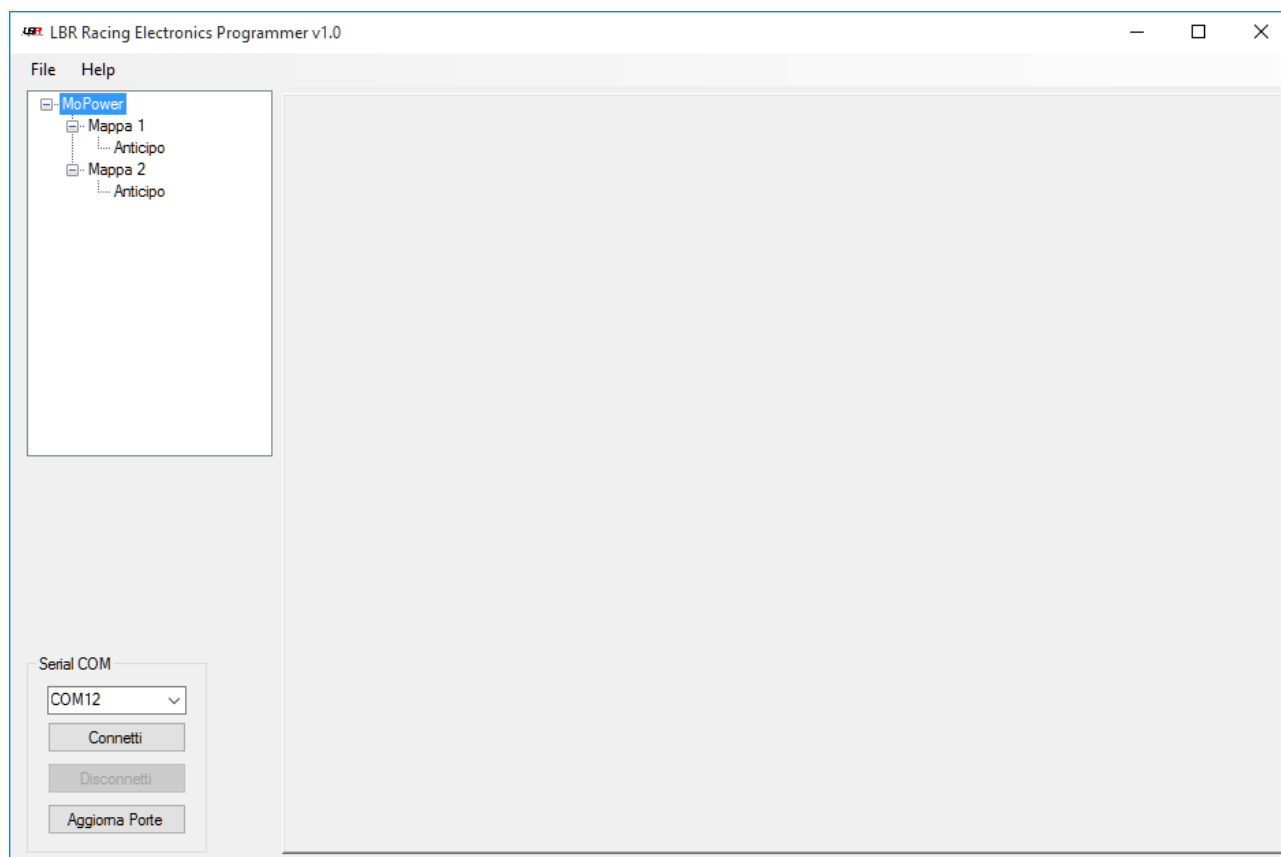 LBR LBR Racing Electronics Programmer v1.0
File Help
MoPower
Mappa 1
Anticipo
Mappa 2
Anticipo
Serial COM
COM12
Connetti
Disconnetti
Aggiorna Porte